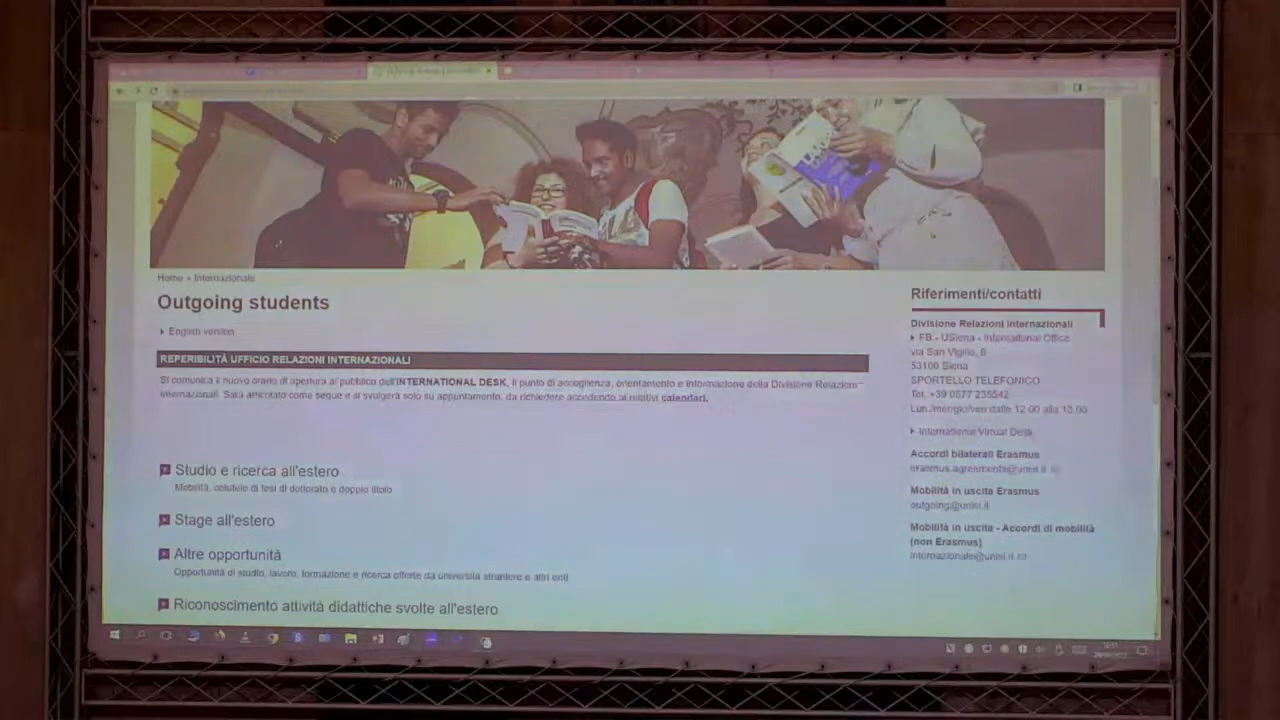 Home » Internazionale
Outgoing students
English version
REPERIBILITÀ UFFICIO RELAZIONI INTERNAZIONALI
Si comunica il nuovo orario di apertura al pubblico dell'INTERNATIONAL DESK, il punto di accoglienza, orientamento e informazione della Divisione Relazioni
internazionali. Sarà articolato come segue e si svolgerà solo su appuntamento, da richiedere accedendo ai relativi calendari.
Studio e ricerca all'estero
Mobilità, cotutele di tesi di dottorato e doppio titolo
Stage all'estero
Altre opportunità
Opportunità di studio, lavoro, formazione e ricerca offerte da università straniere e altri enti
Riconoscimento attività didattiche svolte all'estero
Riferimenti/contatti
Divisione Relazioni internazionali
FB - USiena - International Office
via San Vigilio, 6
53100 Siena
SPORTELLO TELEFONICO
Tel. +39 0577 235542
Lun./mer/gio/ven dalle 12.00 alle 13.00
International Virtual Desk
Accordi bilaterali Erasmus
erasmus.agreements@unisi.it
Mobilità in uscita Erasmus
outgoing@unisi.it
Mobilità in uscita - Accordi di mobilità
(non Erasmus)
internazionale@unisi.it